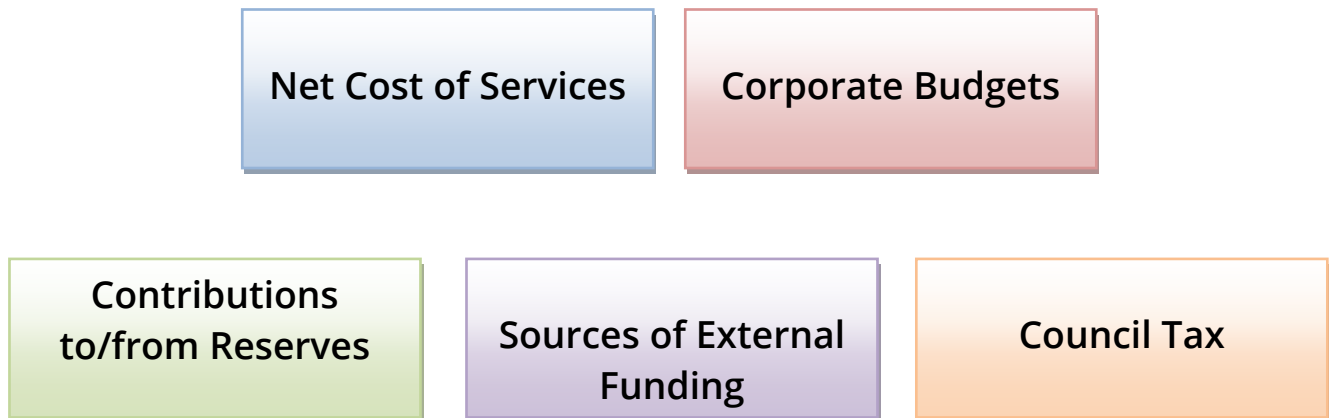 Net Cost of Services
Corporate Budgets
Contributions
to/from Reserves
Sources of External
Funding
Council Tax